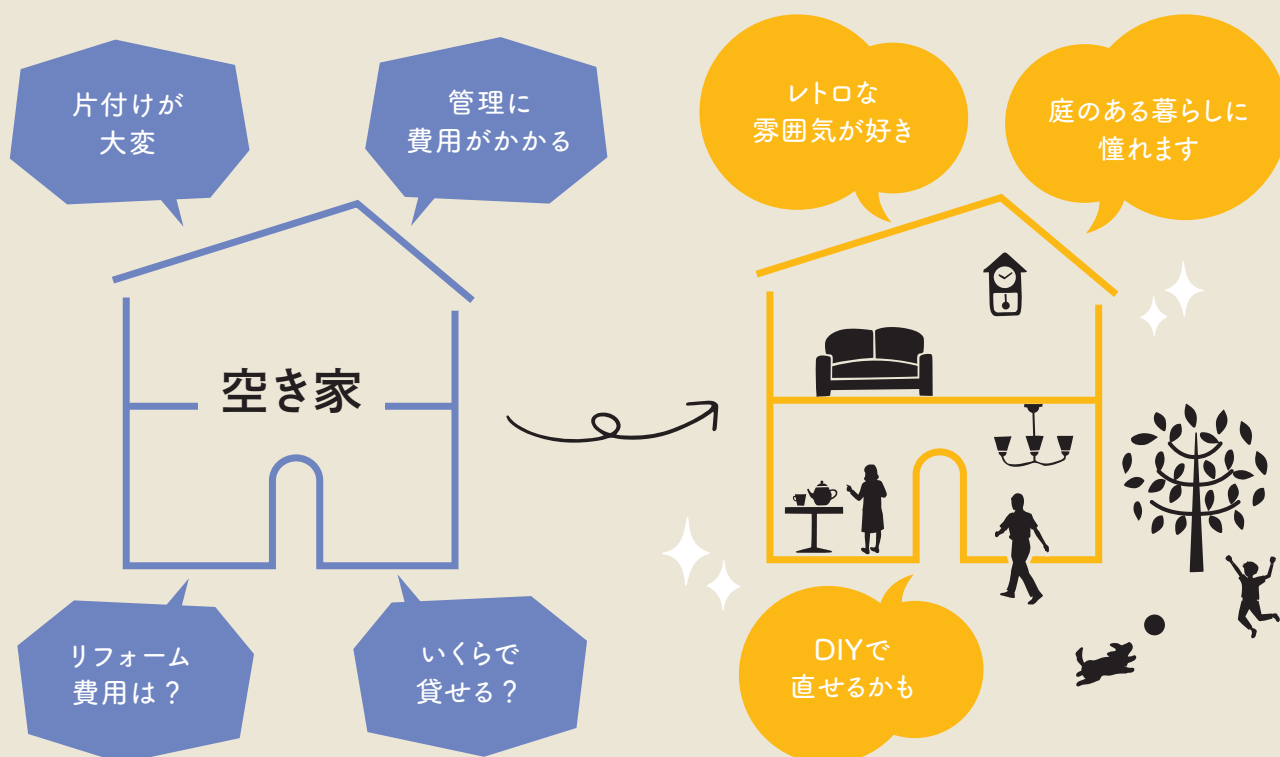 片付けが
大変
管理に
費用がかかる
空き家
リフォーム
費用は？
いくらで
貸せる？
レトロな
雰囲気が好き
庭のある暮らしに
憧れます
DIYで
直せるかも